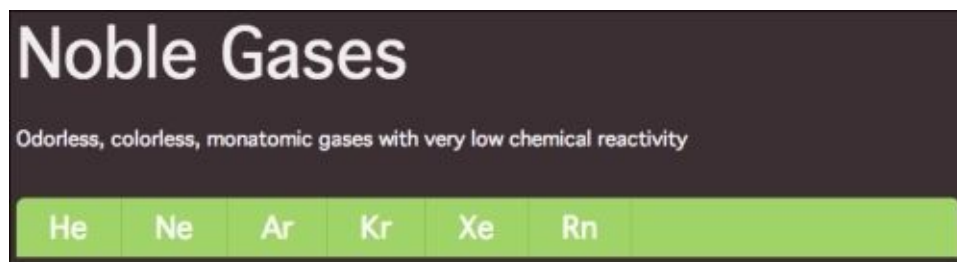 Noble Gases
Odorless, colorless, monatomic gases with very low chemical reactivity
He Ne Ar Kr Xe Rn